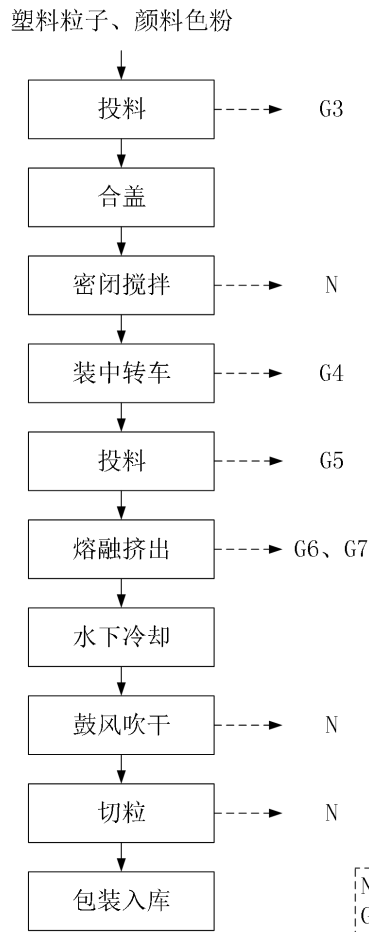 塑料粒子、颜料色粉
投料 G3
合盖
密闭搅拌 N
装中转车 G4
投料 G5
熔融挤出 G6、G7
水下冷却
鼓风吹干 N
切粒 N
包装入库
N
G